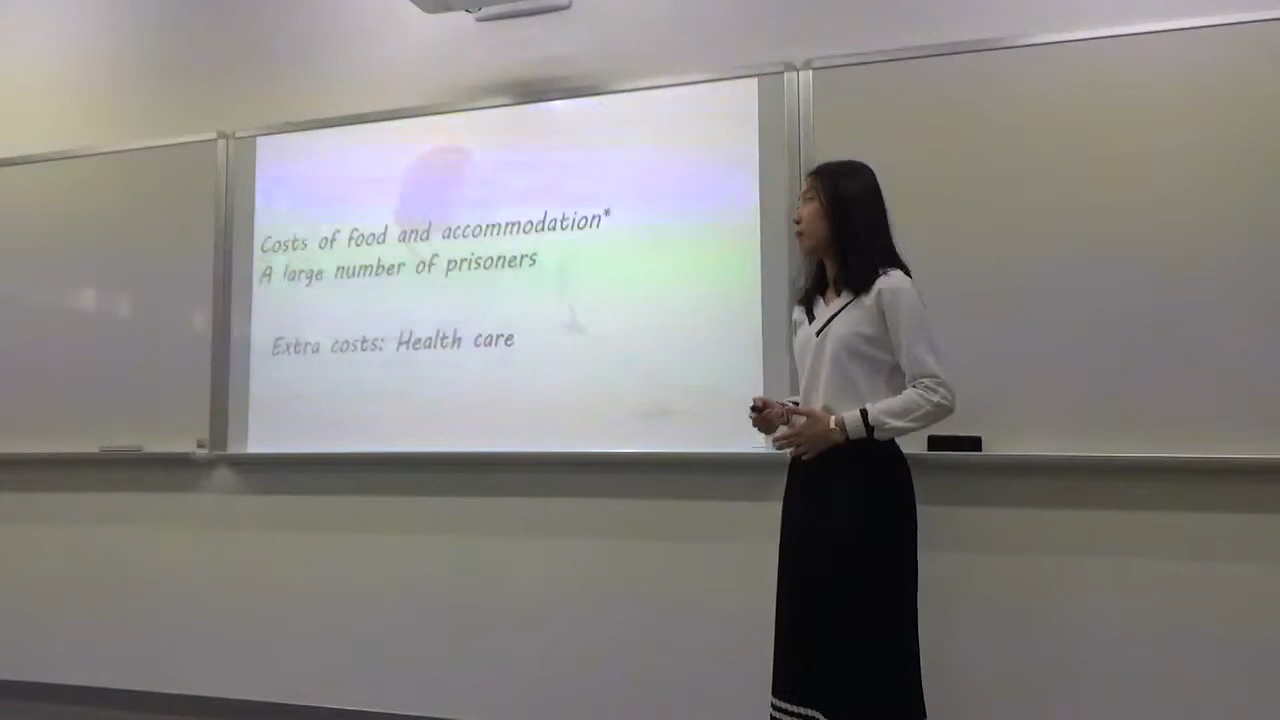 Costs of food and accommodation*
A large number of prisoners
Extra costs: Health care